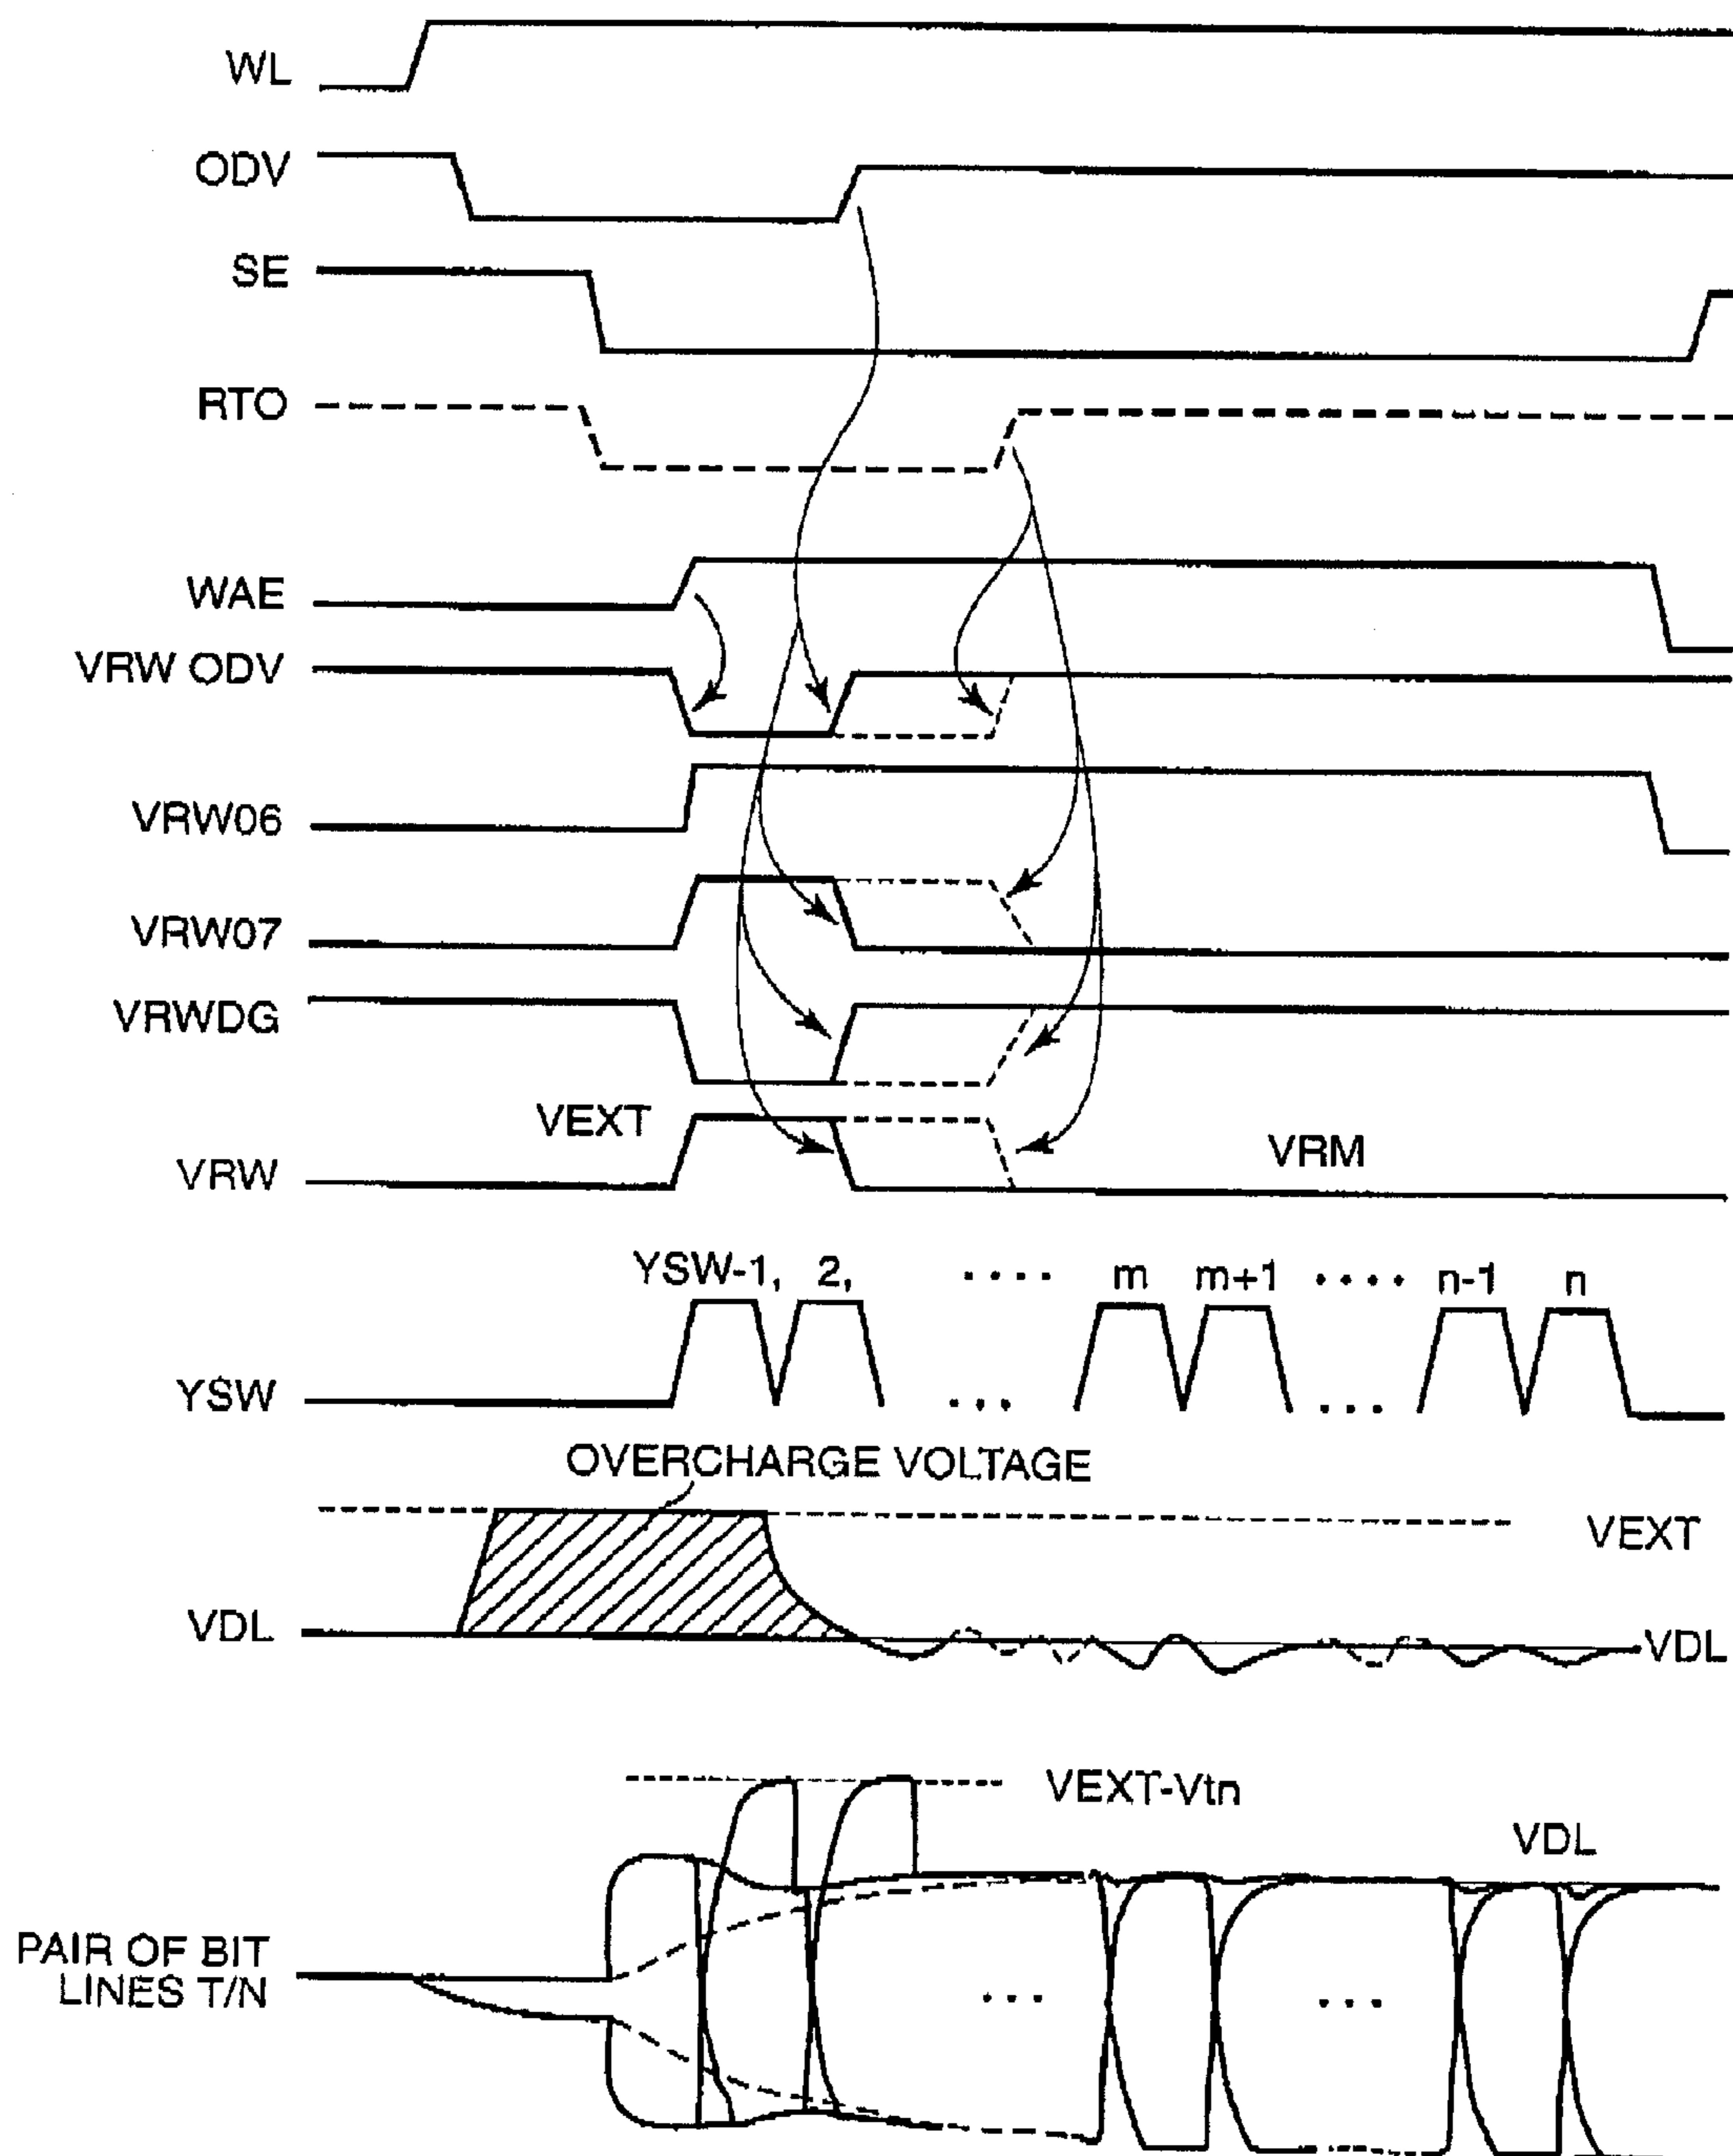 WL
ODV
SE
RTO
WAE
VRW ODV
VRW06
VRW07
VRWDG
VEXT
VRM
VRW
YSW-1, 2, .... m m+1 .... n-1 n
YSW ... ...
OVERCHARGE VOLTAGE
VEXT
VDL
VDL
VEXT-Vtn
VDL
PAIR OF BIT
LINES T/N
... ...